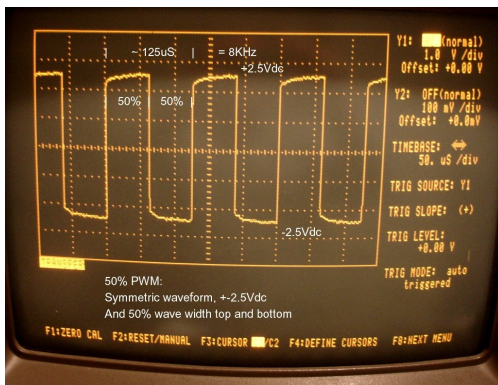 Y1: (normal)
1.0 V /div
Offset: +0.00 V
| ~ 125uS | = 8KHz
+2.5Vdc
50% | 50% |
Y2: OFF(normal)
100 mV /div
Offset: +0.0mV
TIMEBASE:
50. uS /div
TRIG SOURCE: Y1
TRIG SLOPE: (+)
-2.5Vdc
TRIG LEVEL:
+0.00 V
TRIG MODE: auto
triggered
50% PWM:
Symmetric waveform, +-2.5Vdc
And 50% wave width top and bottom
F1:ZERO CAL F2:RESET/MANUAL F3:CURSOR /C2 F4:DEFINE CURSORS F8:NEXT MENU